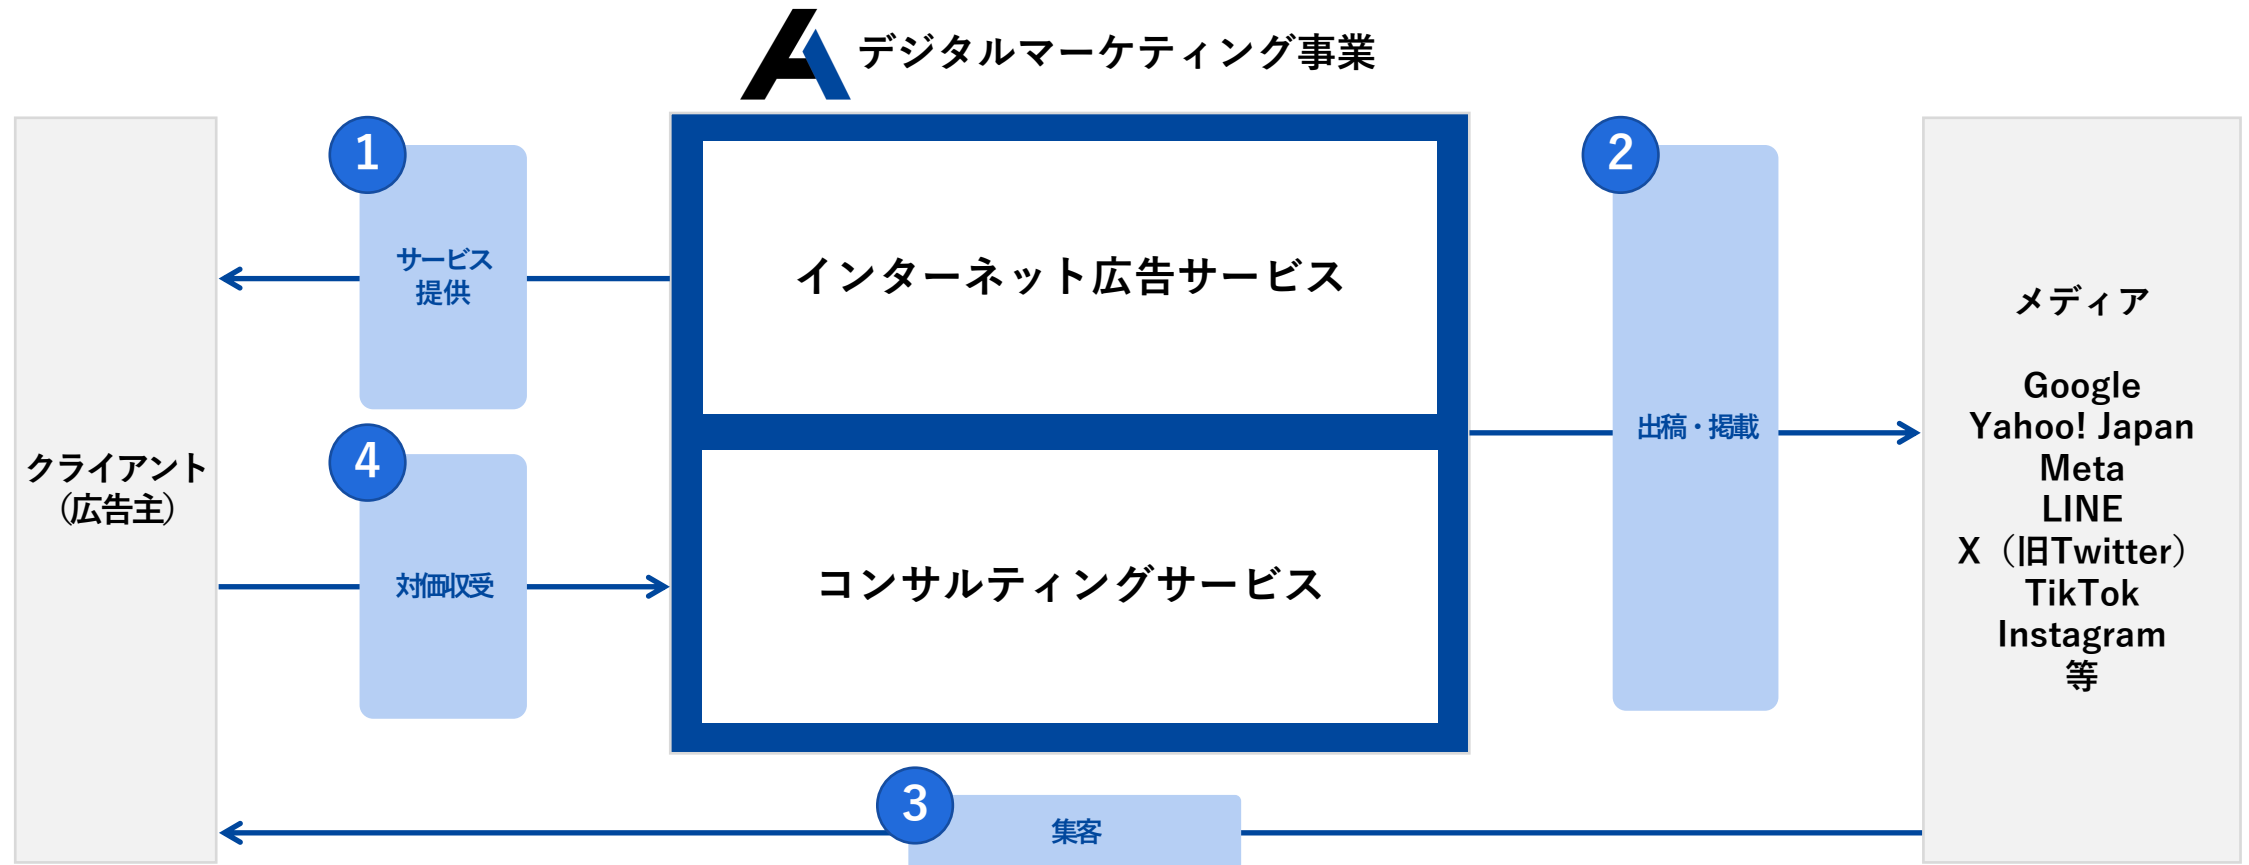 デジタルマーケティング事業
クライアント
（広告主）
1
サービス
提供
4
対価収受
インターネット広告サービス
コンサルティングサービス
2
出稿・掲載
メディア
Google
Yahoo! Japan
Meta
LINE
X（旧Twitter）
TikTok
Instagram
等
3
集客